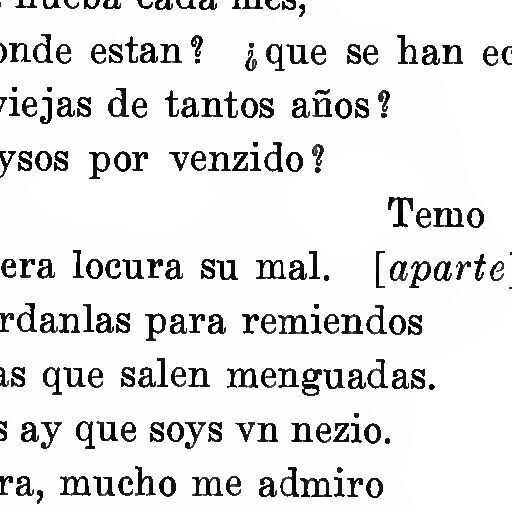 nueba cada mes,
onde estan? ¿que se han ec
viejas de tantos años?
ysos por venzido?
Temo
era locura su mal. [aparte]
rdanlas para remiendos
as que salen menguadas.
s ay que soys vn nezio.
ra, mucho me admiro